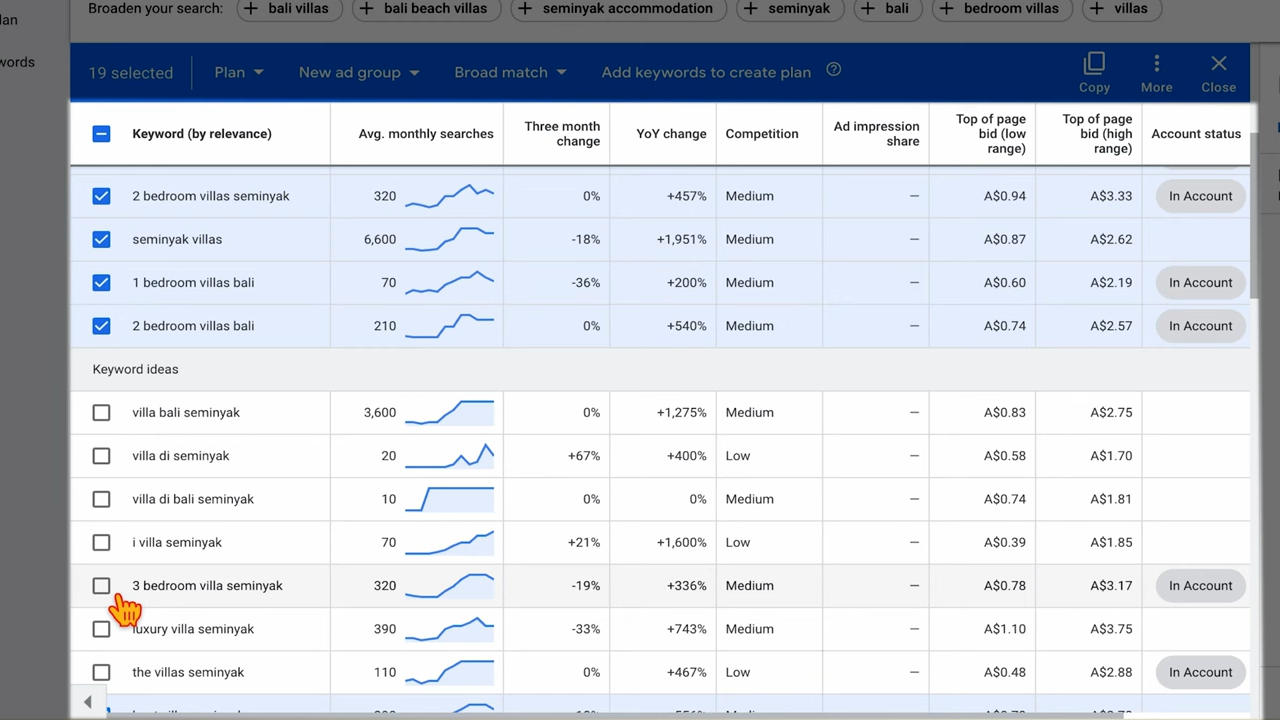 lan
Broaden your search: + bali villas + bali beach villas + seminyak accommodation + seminyak + bali + bedroom villas + villas
words
19 selected Plan New ad group Broad match Add keywords to create plan Copy More Close
Keyword (by relevance) Avg. monthly searches Three month change YoY change Competition Ad impression share Top of page bid (low range) Top of page bid (high range) Account status
2 bedroom villas seminyak 320 0% +457% Medium – A$0.94 A$3.33 In Account
seminyak villas 6,600 -18% +1,951% Medium – A$0.87 A$2.62
1 bedroom villas bali 70 -36% +200% Medium – A$0.60 A$2.19 In Account
2 bedroom villas bali 210 0% +540% Medium – A$0.74 A$2.57 In Account
Keyword ideas
villa bali seminyak 3,600 0% +1,275% Medium – A$0.83 A$2.75
villa di seminyak 20 +67% +400% Low – A$0.58 A$1.70
villa di bali seminyak 10 0% 0% Medium – A$0.74 A$1.81
i villa seminyak 70 +21% +1,600% Low – A$0.39 A$1.85
3 bedroom villa seminyak 320 -19% +336% Medium – A$0.78 A$3.17 In Account
luxury villa seminyak 390 -33% +743% Medium – A$1.10 A$3.75
the villas seminyak 110 0% +467% Low – A$0.48 A$2.88 In Account